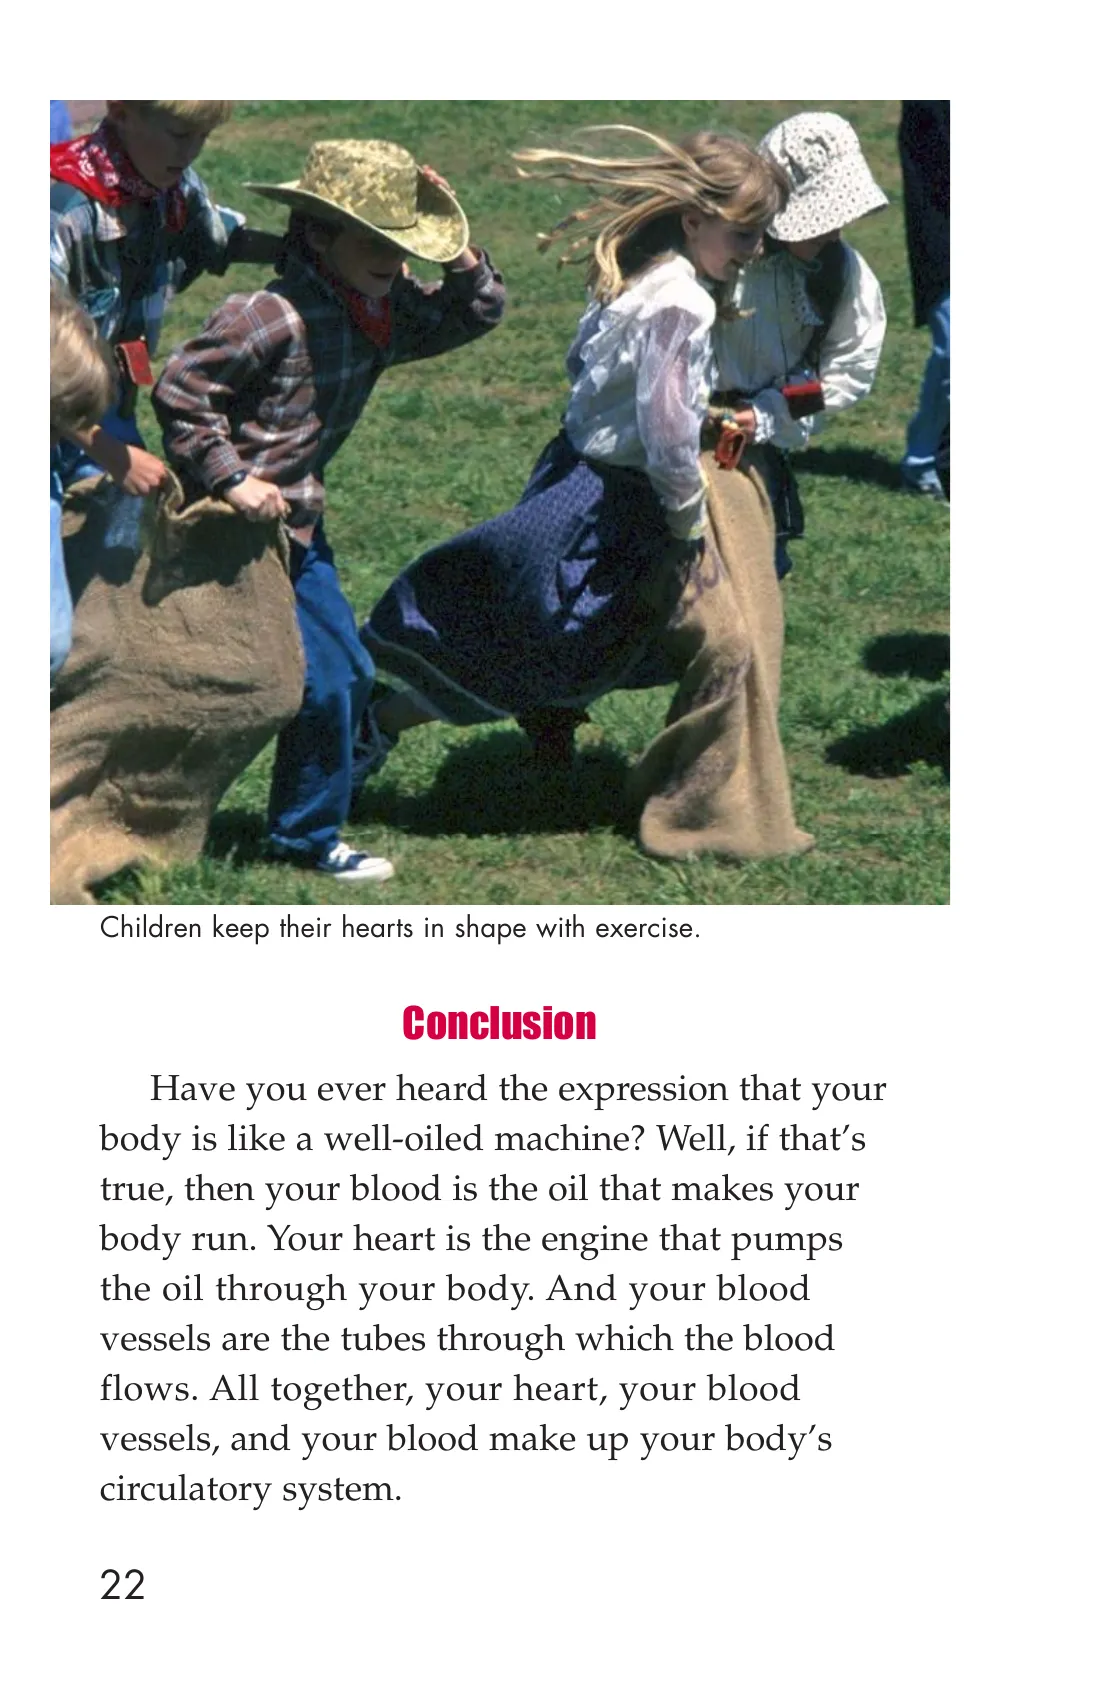 Children keep their hearts in shape with exercise.
Conclusion
Have you ever heard the expression that your
body is like a well-oiled machine? Well, if that’s
true, then your blood is the oil that makes your
body run. Your heart is the engine that pumps
the oil through your body. And your blood
vessels are the tubes through which the blood
flows. All together, your heart, your blood
vessels, and your blood make up your body’s
circulatory system.
22